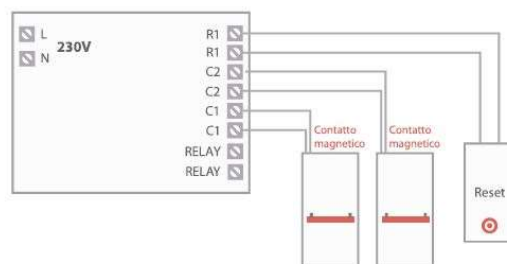 L
N
230V
R1
R1
C2
C2
C1
C1
RELAY
RELAY
Contatto
magnetico
Contatto
magnetico
Reset